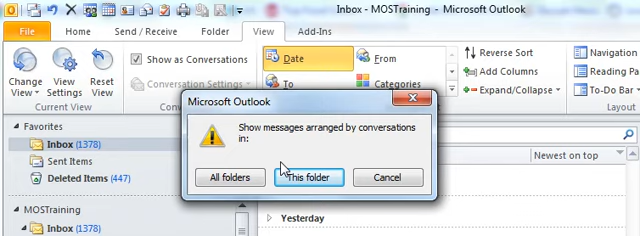 Inbox - MOSTraining - Microsoft Outlook
File Home Send / Receive Folder View Add-Ins
Change View
View Settings
Reset View
Current View
Show as Conversations
Conversation Settings
Date From
To Categories
Reverse Sort
Add Columns
Expand/Collapse
Navigation
Reading Pa
To-Do Bar
Layout
Microsoft Outlook
Show messages arranged by conversations
in:
All folders This folder Cancel
Favorites
Inbox (1378)
Sent Items
Deleted Items (447)
MOSTraining
Inbox (1378)
Newest on top
Yesterday